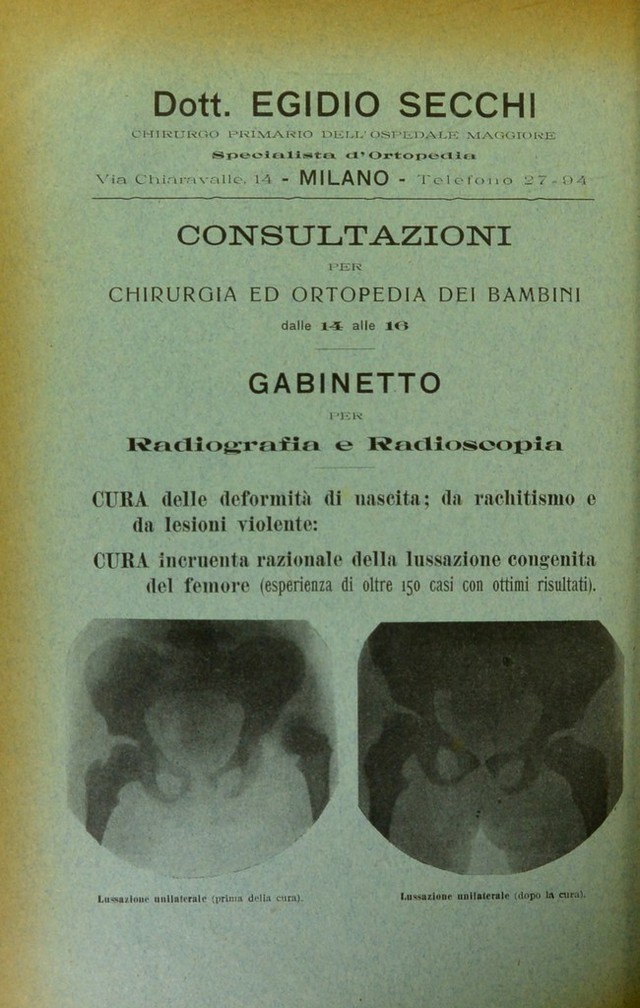 Dott. EGIDIO SECCHI
CHIRURGO PRIMARIO DELL'OSPEDALE MAGGIORE
Specialista d'Ortopedia
Via Chiaravalle, 14 - MILANO - Telefono 27-94
CONSULTAZIONI
PER
CHIRURGIA ED ORTOPEDIA DEI BAMBINI
dalle 14 alle 16
GABINETTO
PER
Radiografia e Radioscopia
CURA delle deformità di nascita; da rachitismo e
da lesioni violente:
CURA incruenta razionale della lussazione congenita
del femore (esperienza di oltre 150 casi con ottimi risultati).
Lussazione unilaterale (prima della cura).
Lussazione unilaterale (dopo la cura).